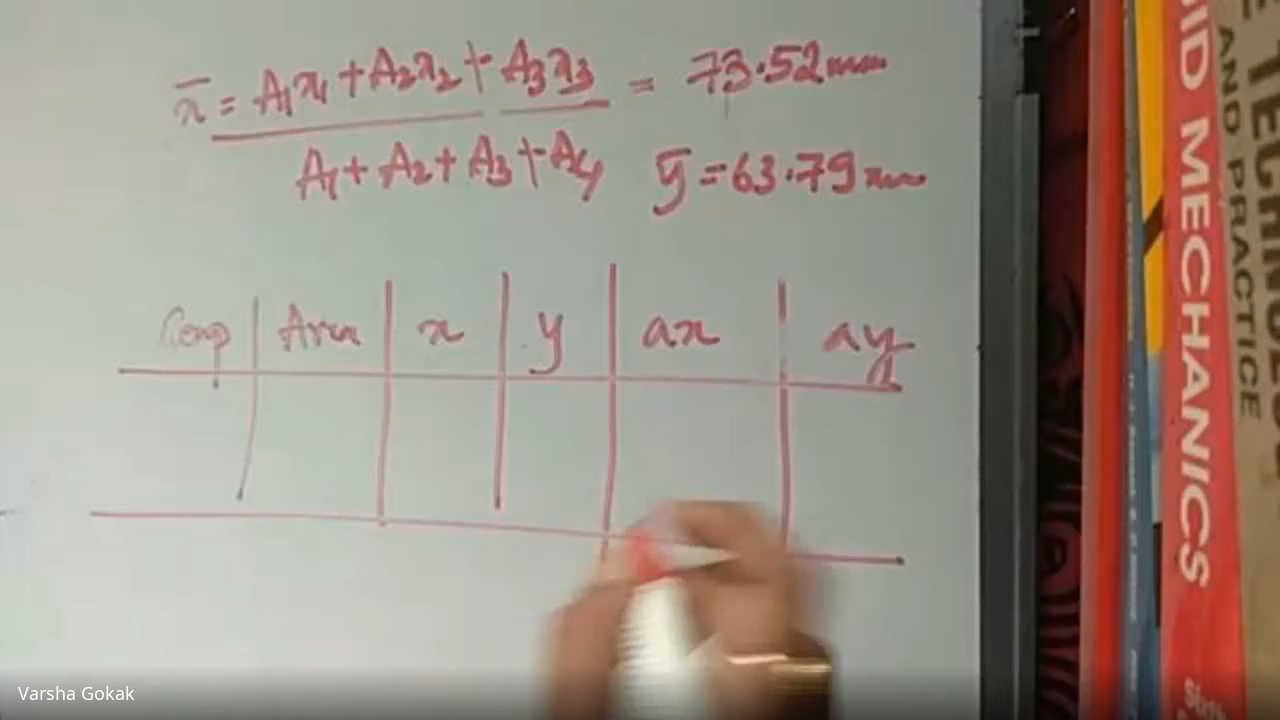 x̄ = A₁x₁ + A₂x₂ + A₃x₃ = 73.52mm
A₁ + A₂ + A₃ + A₄ ȳ = 63.79mm
Comp Area x y ax ay
UID MECHANICS
AND PRACTICE
Varsha Gokak